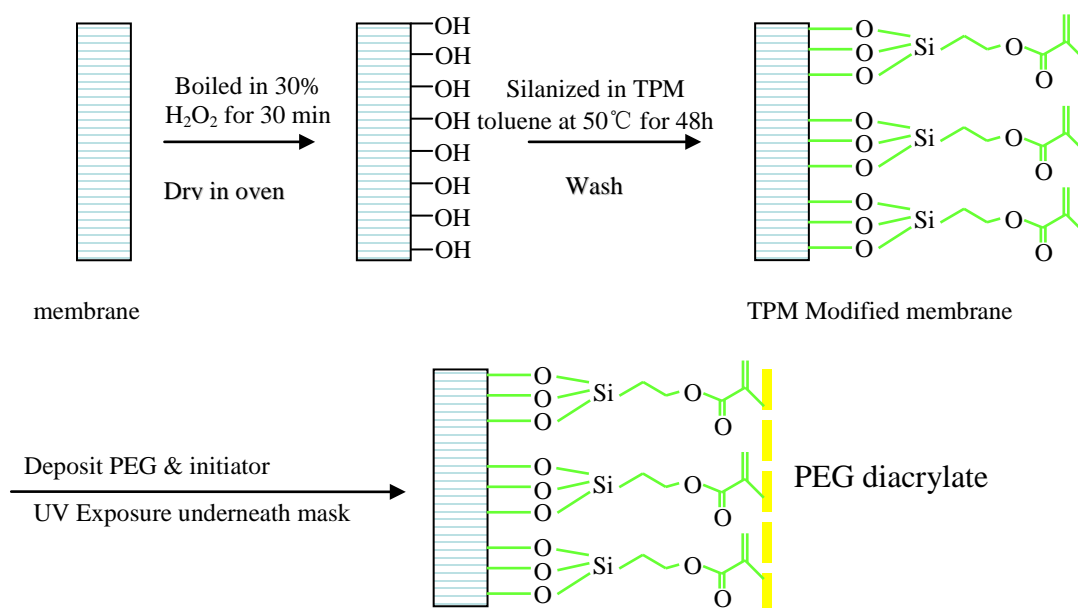 Boiled in 30%
H₂O₂ for 30 min
Dry in oven
OH
OH
OH
OH
OH
OH
OH
OH
Silanized in TPM
toluene at 50℃ for 48h
Wash
O
O
O
Si
O
O
O
O
O
Si
O
O
O
O
O
Si
O
O
membrane
TPM Modified membrane
Deposit PEG & initiator
UV Exposure underneath mask
O
O
O
Si
O
O
O
O
O
Si
O
O
O
O
O
Si
O
O
PEG diacrylate